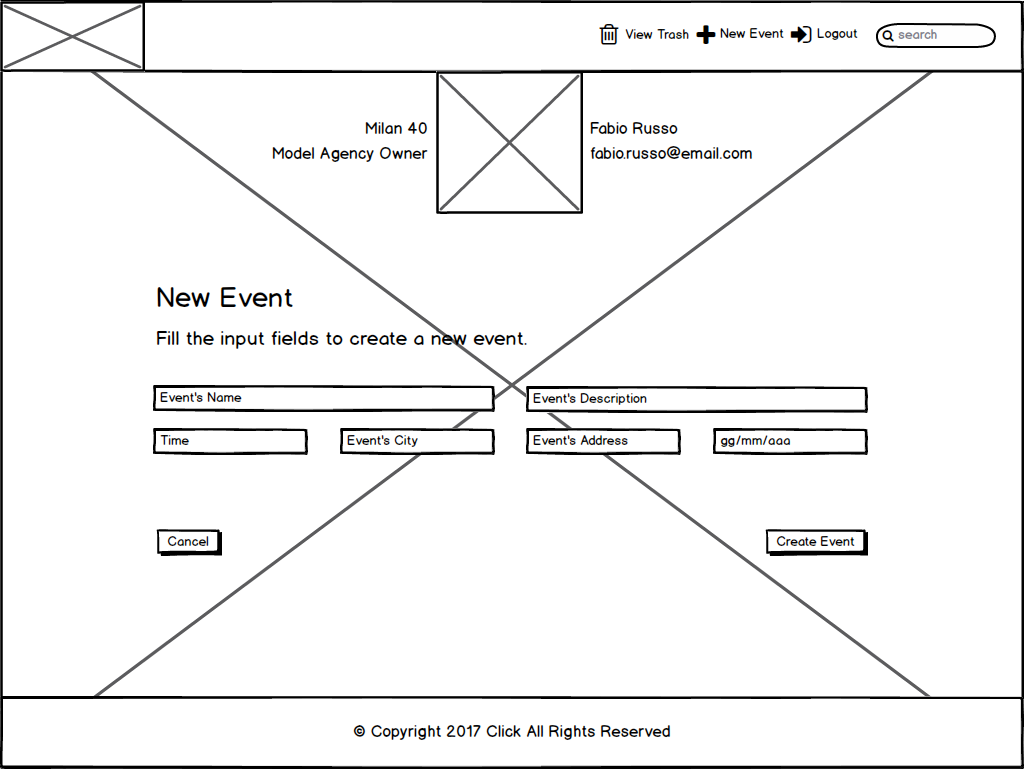 View Trash New Event Logout search
Milan 40
Model Agency Owner
Fabio Russo
fabio.russo@email.com
New Event
Fill the input fields to create a new event.
Event's Name Event's Description
Time Event's City Event's Address gg/mm/aaa
Cancel Create Event
© Copyright 2017 Click All Rights Reserved